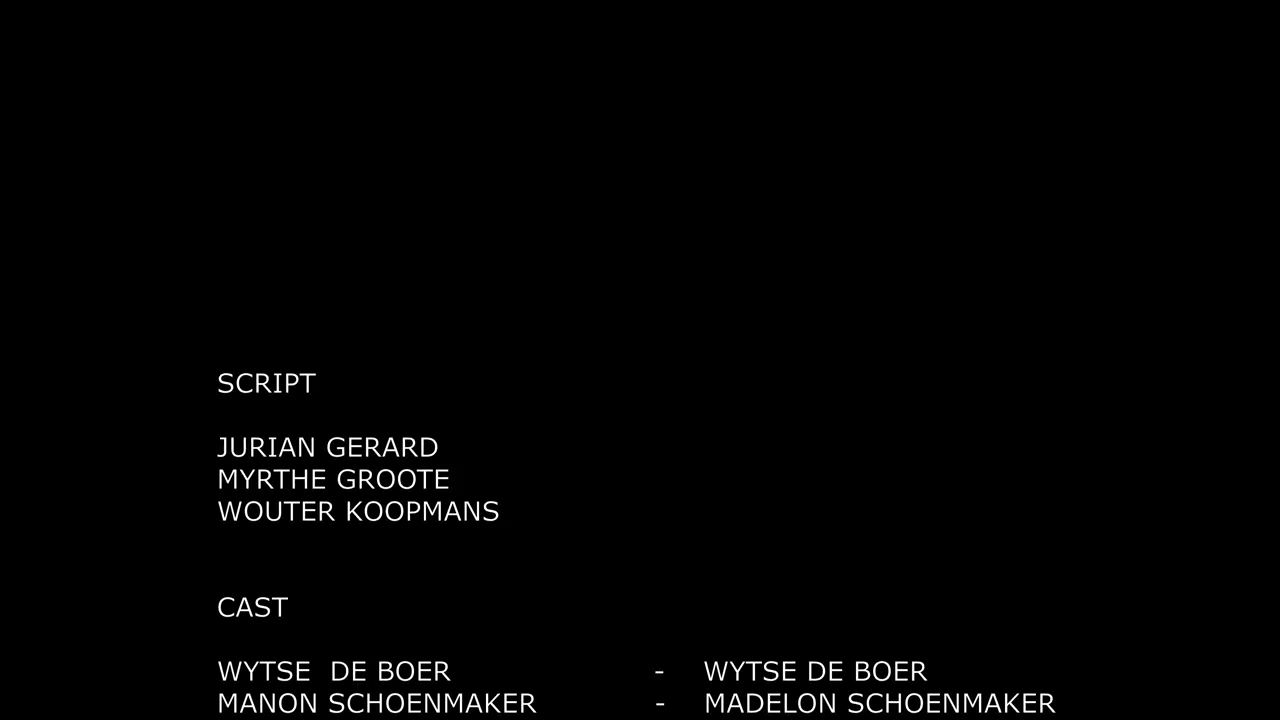 SCRIPT
JURIAN GERARD
MYRTHE GROOTE
WOUTER KOOPMANS
CAST
WYTSE  DE BOER - WYTSE DE BOER
MANON SCHOENMAKER - MADELON SCHOENMAKER